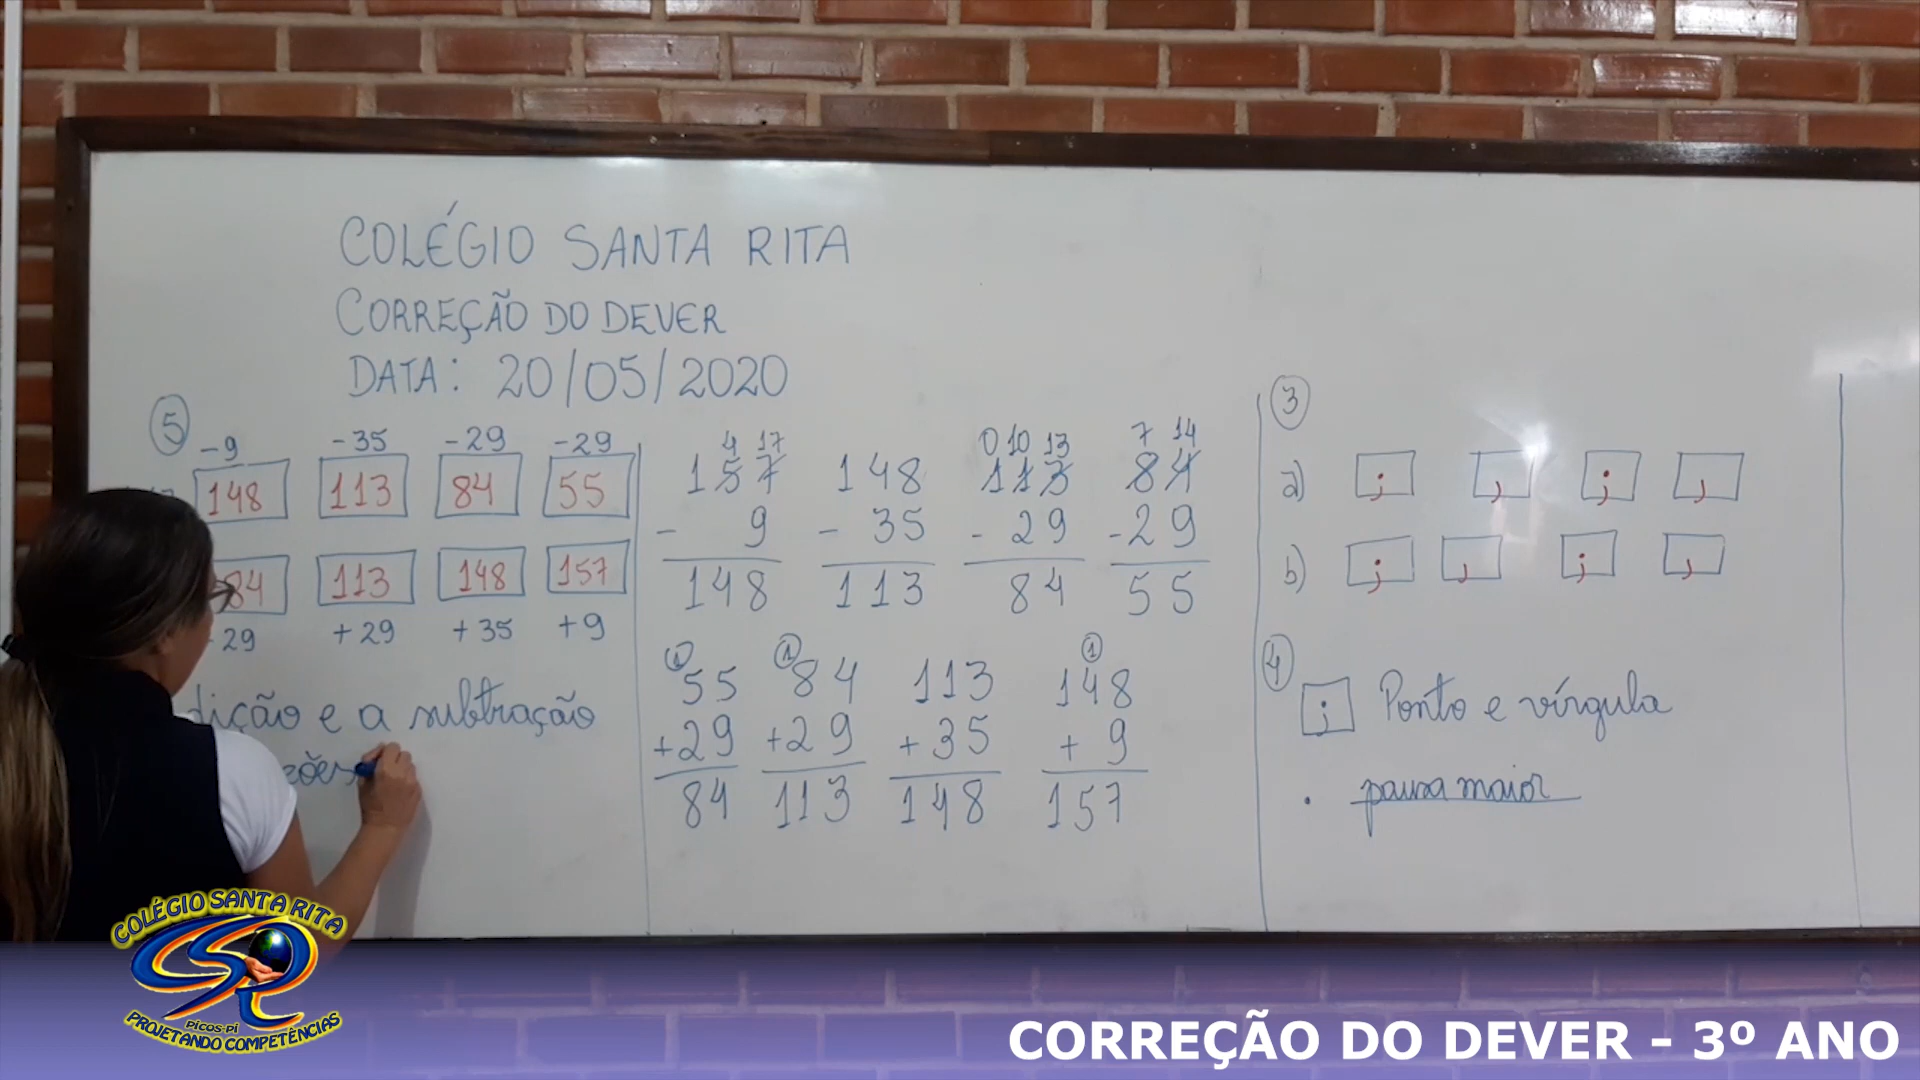 COLÉGIO SANTA RITA
CORREÇÃO DO DEVER
DATA: 20/05/2020
5
-9 -35 -29 -29
148 113 84 55
84 113 148 157
29 +29 +35 +9
dição e a subtração
ções
4 17 0 10 13 7 14
157 148 113 84
- 9 - 35 - 29 -29
148 113 84 55
1 1 1
55 84 113 148
+29 +29 +35 + 9
84 113 148 157
3
a) ; , ; ,
b) ; , ; ,
4
; Ponto e vírgula
. pausa maior
COLÉGIO SANTA RITA
PICOS-PI
PROJETANDO COMPETÊNCIAS
CORREÇÃO DO DEVER - 3º ANO